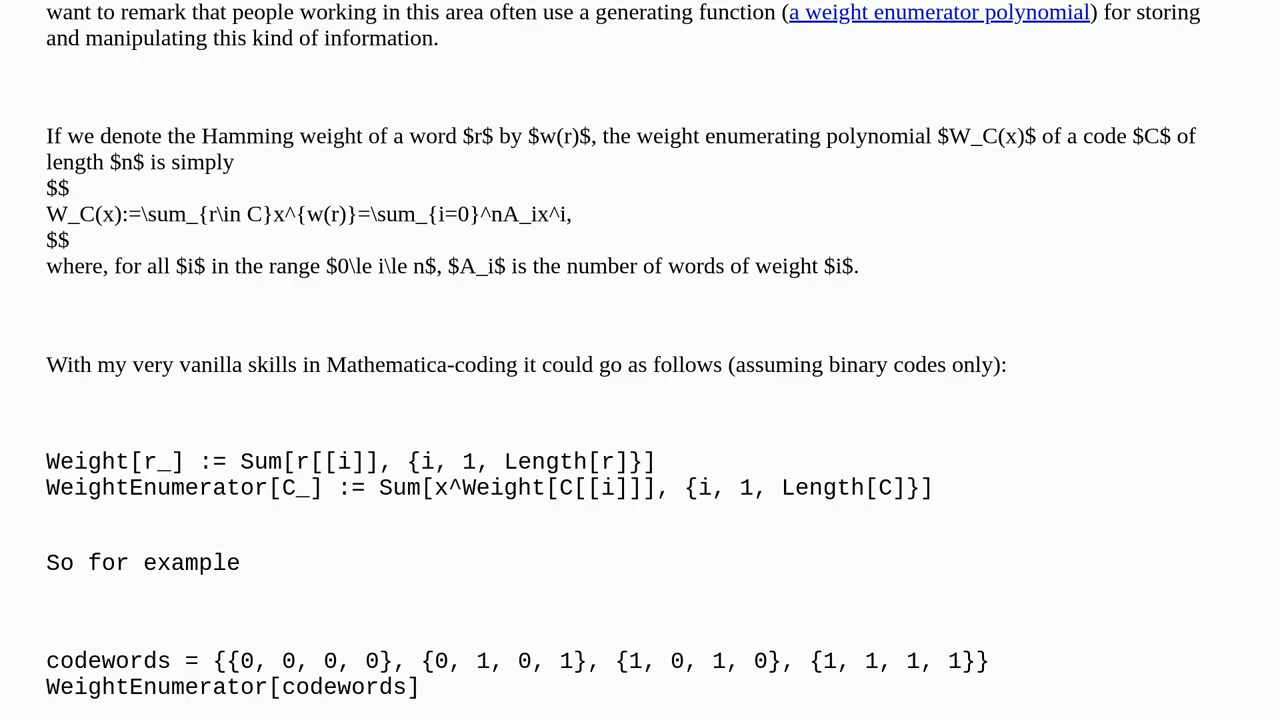 want to remark that people working in this area often use a generating function (a weight enumerator polynomial) for storing
and manipulating this kind of information.
If we denote the Hamming weight of a word $r$ by $w(r)$, the weight enumerating polynomial $W_C(x)$ of a code $C$ of
length $n$ is simply
$$
W_C(x):=\sum_{r\in C}x^{w(r)}=\sum_{i=0}^nA_ix^i,
$$
where, for all $i$ in the range $0\le i\le n$, $A_i$ is the number of words of weight $i$.
With my very vanilla skills in Mathematica-coding it could go as follows (assuming binary codes only):
Weight[r_] := Sum[r[[i]], {i, 1, Length[r]}]
WeightEnumerator[C_] := Sum[x^Weight[C[[i]]], {i, 1, Length[C]}]
So for example
codewords = {{0, 0, 0, 0}, {0, 1, 0, 1}, {1, 0, 1, 0}, {1, 1, 1, 1}}
WeightEnumerator[codewords]